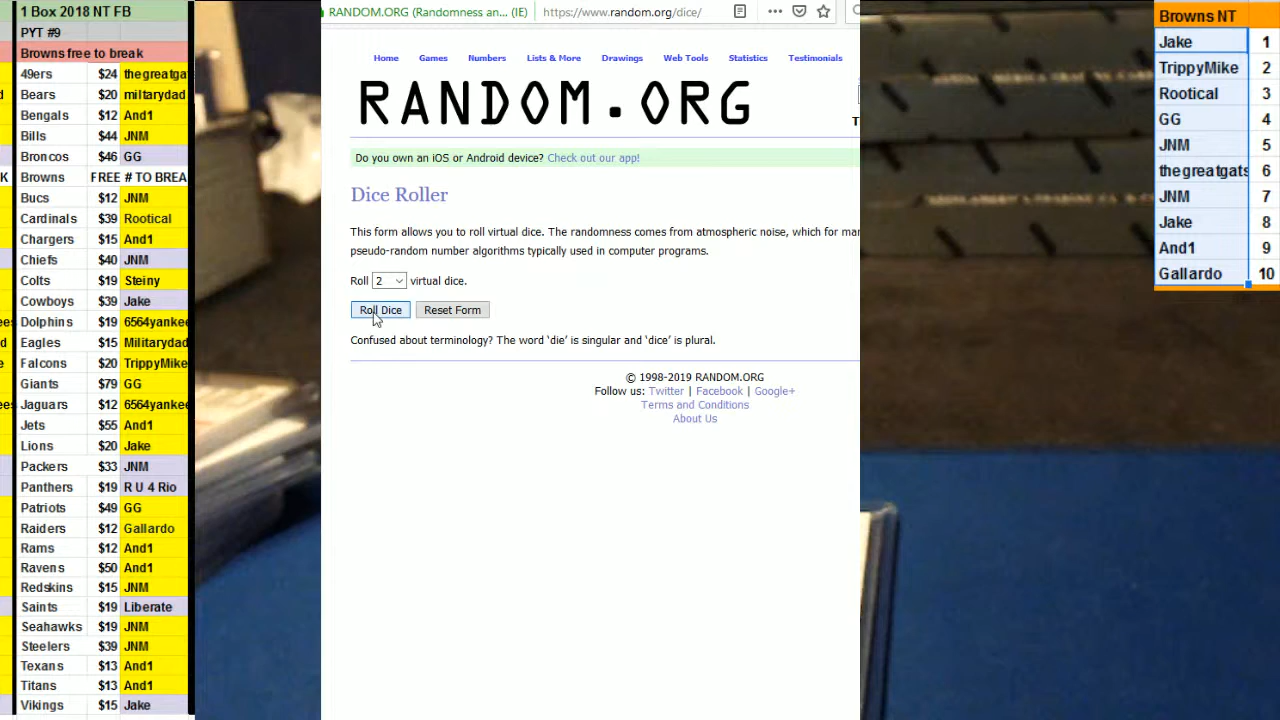 1 Box 2018 NT FB
PYT #9
Browns free to break
49ers $24 thegreatga
Bears $20 miltarydad
Bengals $12 And1
Bills $44 JNM
Broncos $46 GG
Browns FREE # TO BREA
Bucs $12 JNM
Cardinals $39 Rootical
Chargers $15 And1
Chiefs $40 JNM
Colts $19 Steiny
Cowboys $39 Jake
Dolphins $19 6564yankee
Eagles $15 Militarydad
Falcons $20 TrippyMike
Giants $79 GG
Jaguars $12 6564yankee
Jets $55 And1
Lions $20 Jake
Packers $33 JNM
Panthers $19 R U 4 Rio
Patriots $49 GG
Raiders $12 Gallardo
Rams $12 And1
Ravens $50 And1
Redskins $15 JNM
Saints $19 Liberate
Seahawks $19 JNM
Steelers $39 JNM
Texans $13 And1
Titans $13 And1
Vikings $15 Jake
RANDOM.ORG (Randomness an... (IE) https://www.random.org/dice/
Home Games Numbers Lists & More Drawings Web Tools Statistics Testimonials
RANDOM.ORG
Do you own an iOS or Android device? Check out our app!
Dice Roller
This form allows you to roll virtual dice. The randomness comes from atmospheric noise, which for mar
pseudo-random number algorithms typically used in computer programs.
Roll 2 virtual dice.
Roll Dice Reset Form
Confused about terminology? The word ‘die’ is singular and ‘dice’ is plural.
© 1998-2019 RANDOM.ORG
Follow us: Twitter | Facebook | Google+
Terms and Conditions
About Us
Browns NT
Jake 1
TrippyMike 2
Rootical 3
GG 4
JNM 5
thegreatgats 6
JNM 7
Jake 8
And1 9
Gallardo 10